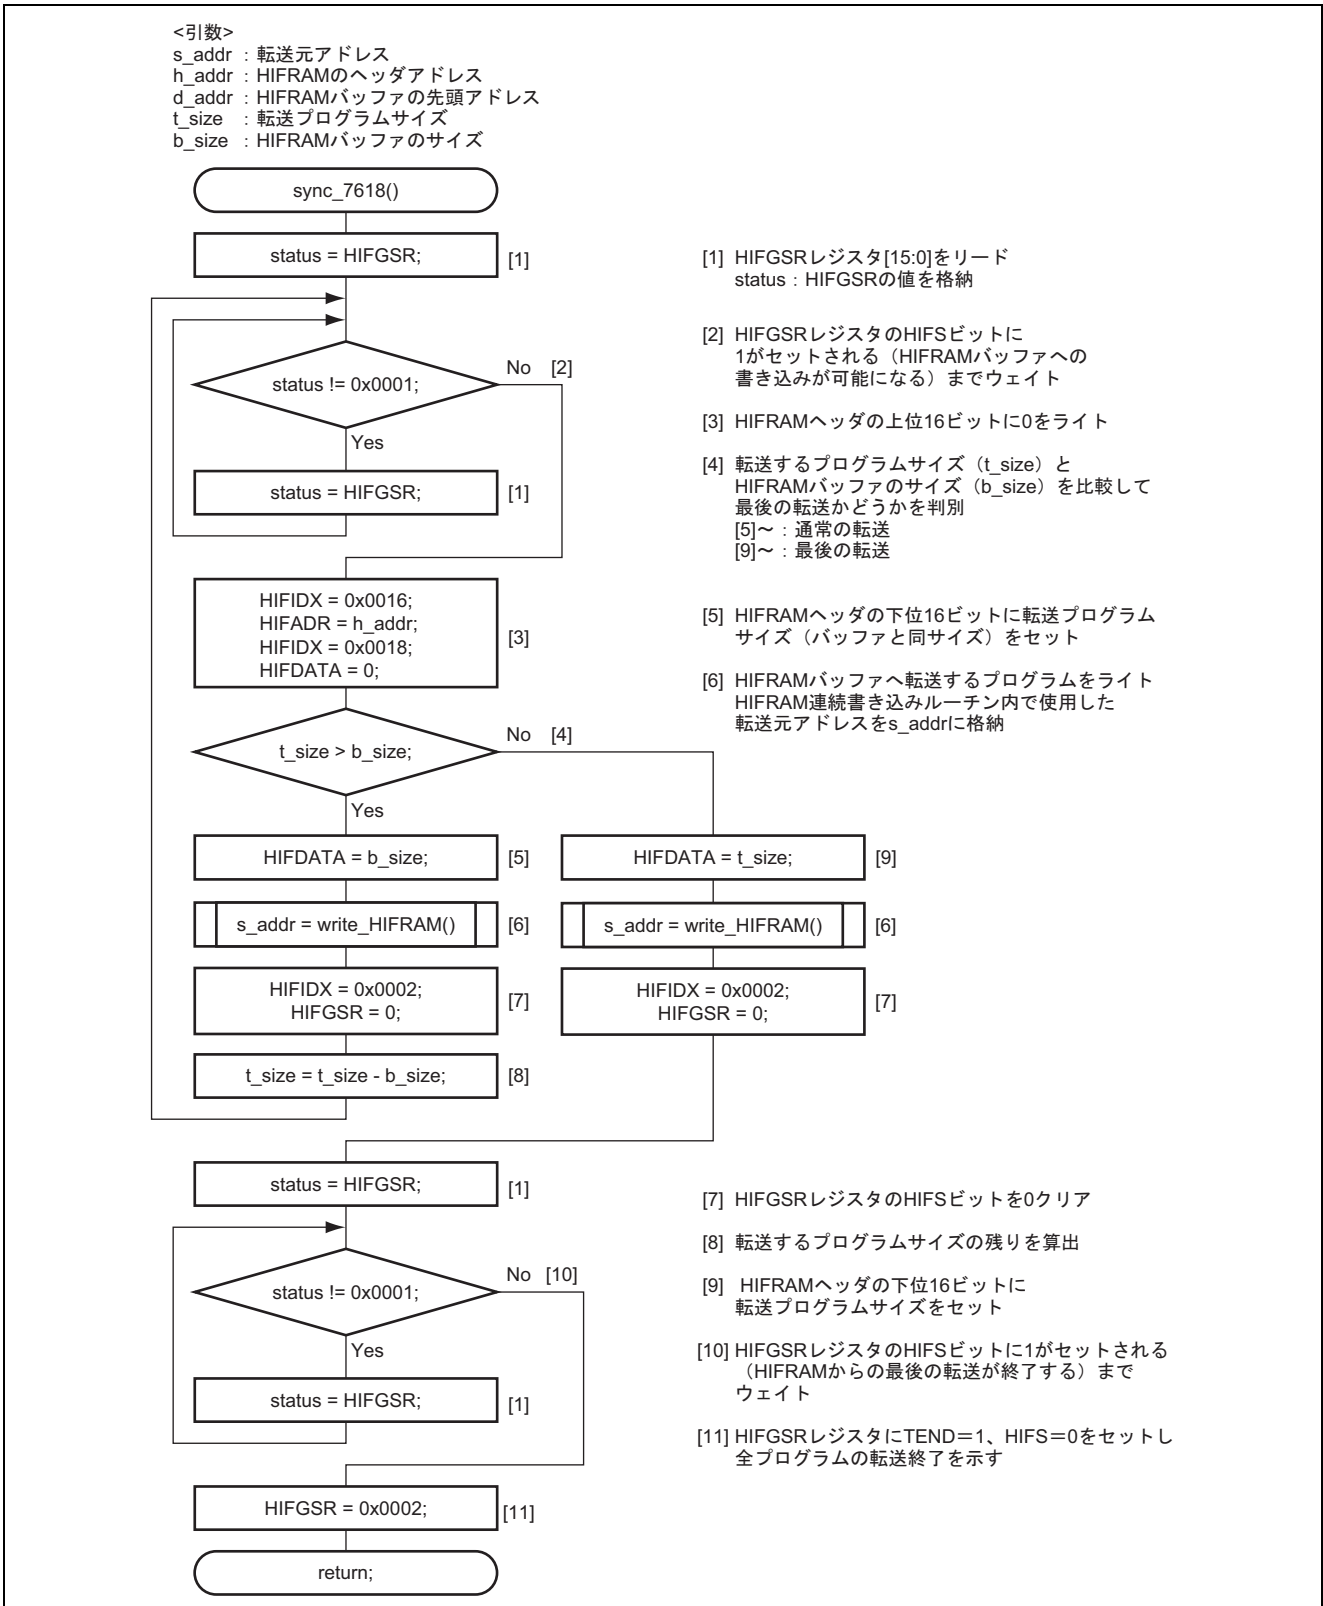 <引数>
s_addr ：転送元アドレス
h_addr ：HIFRAMのヘッダアドレス
d_addr ：HIFRAMバッファの先頭アドレス
t_size ：転送プログラムサイズ
b_size ：HIFRAMバッファのサイズ
sync_7618()
status = HIFGSR; [1]
status != 0x0001; No [2]
Yes
status = HIFGSR; [1]
HIFIDX = 0x0016;
HIFADR = h_addr;
HIFIDX = 0x0018;
HIFDATA = 0;
[3]
t_size > b_size; No [4]
Yes
HIFDATA = b_size; [5]
HIFDATA = t_size; [9]
s_addr = write_HIFRAM() [6]
s_addr = write_HIFRAM() [6]
HIFIDX = 0x0002;
HIFGSR = 0;
[7]
HIFIDX = 0x0002;
HIFGSR = 0;
[7]
t_size = t_size - b_size; [8]
status = HIFGSR; [1]
status != 0x0001; No [10]
Yes
status = HIFGSR; [1]
HIFGSR = 0x0002; [11]
return;
[1] HIFGSRレジスタ[15:0]をリード
status：HIFGSRの値を格納
[2] HIFGSRレジスタのHIFSビットに
1がセットされる（HIFRAMバッファへの
書き込みが可能になる）までウェイト
[3] HIFRAMヘッダの上位16ビットに0をライト
[4] 転送するプログラムサイズ（t_size）と
HIFRAMバッファのサイズ（b_size）を比較して
最後の転送かどうかを判別
[5]～：通常の転送
[9]～：最後の転送
[5] HIFRAMヘッダの下位16ビットに転送プログラム
サイズ（バッファと同サイズ）をセット
[6] HIFRAMバッファへ転送するプログラムをライト
HIFRAM連続書き込みルーチン内で使用した
転送元アドレスをs_addrに格納
[7] HIFGSRレジスタのHIFSビットを0クリア
[8] 転送するプログラムサイズの残りを算出
[9] HIFRAMヘッダの下位16ビットに
転送プログラムサイズをセット
[10] HIFGSRレジスタのHIFSビットに1がセットされる
（HIFRAMからの最後の転送が終了する）まで
ウェイト
[11] HIFGSRレジスタにTEND＝1、HIFS＝0をセットし
全プログラムの転送終了を示す